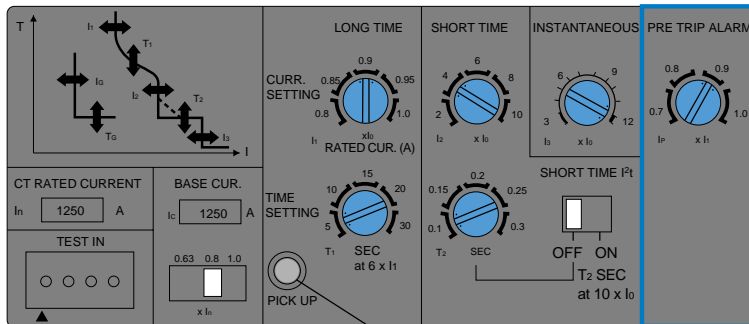 T
I1
T1
IG
I2
T2
TG
I3
I
CT RATED CURRENT
In 1250 A
BASE CUR.
Ic 1250 A
TEST IN
0.63 0.8 1.0
x In
LONG TIME
CURR. SETTING
0.8 0.85 0.9 0.95 1.0
I1 xI0
RATED CUR. (A)
TIME SETTING
5 10 15 20 30
T1 SEC
at 6 x I1
PICK UP
SHORT TIME
2 4 6 8 10
I2 x I0
0.1 0.15 0.2 0.25 0.3
T2 SEC
INSTANTANEOUS
3 6 9 12
I3 x I0
SHORT TIME I²t
OFF ON
T2 SEC
at 10 x I0
PRE TRIP ALARM
0.7 0.8 0.9 1.0
IP x I1